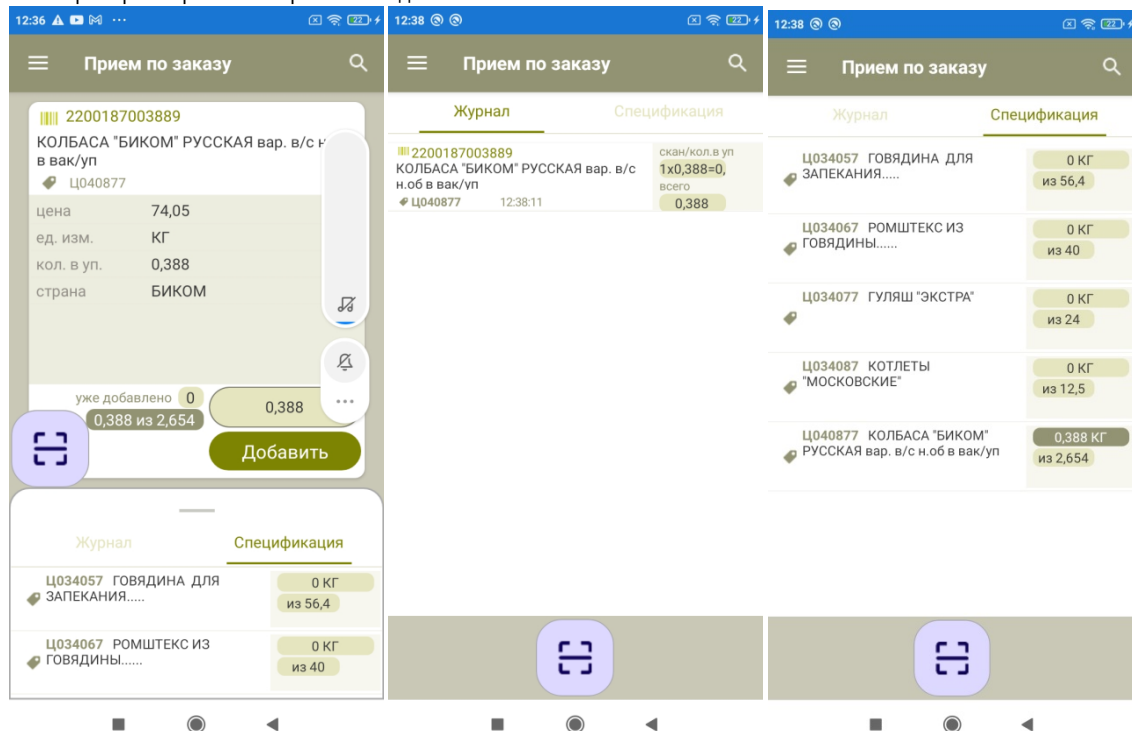 12:36
22
Прием по заказу
2200187003889
КОЛБАСА "БИКОМ" РУССКАЯ вар. в/с
в вак/уп
Ц040877
цена 74,05
ед. изм. КГ
кол. в уп. 0,388
страна БИКОМ
уже добавлено 0
0,388 из 2,654
0,388
Добавить
Журнал Спецификация
Ц034057 ГОВЯДИНА ДЛЯ
ЗАПЕКАНИЯ.....
0 КГ
из 56,4
Ц034067 РОМШТЕКС ИЗ
ГОВЯДИНЫ......
0 КГ
из 40
12:38
22
Прием по заказу
Журнал Спецификация
2200187003889
КОЛБАСА "БИКОМ" РУССКАЯ вар. в/с
н.об в вак/уп
Ц040877 12:38:11
скан/кол.в уп
1x0,388=0,
всего
0,388
12:38
22
Прием по заказу
Журнал Спецификация
Ц034057 ГОВЯДИНА ДЛЯ
ЗАПЕКАНИЯ.....
0 КГ
из 56,4
Ц034067 РОМШТЕКС ИЗ
ГОВЯДИНЫ......
0 КГ
из 40
Ц034077 ГУЛЯШ "ЭКСТРА"
0 КГ
из 24
Ц034087 КОТЛЕТЫ
"МОСКОВСКИЕ"
0 КГ
из 12,5
Ц040877 КОЛБАСА "БИКОМ"
РУССКАЯ вар. в/с н.об в вак/уп
0,388 КГ
из 2,654